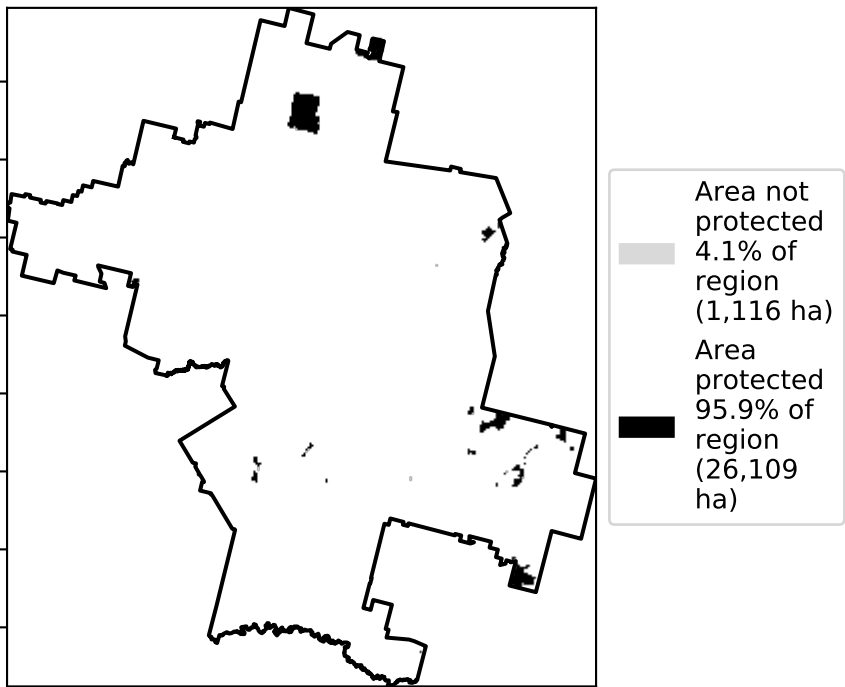 Area not
protected
4.1% of
region
(1,116 ha)
Area
protected
95.9% of
region
(26,109
ha)